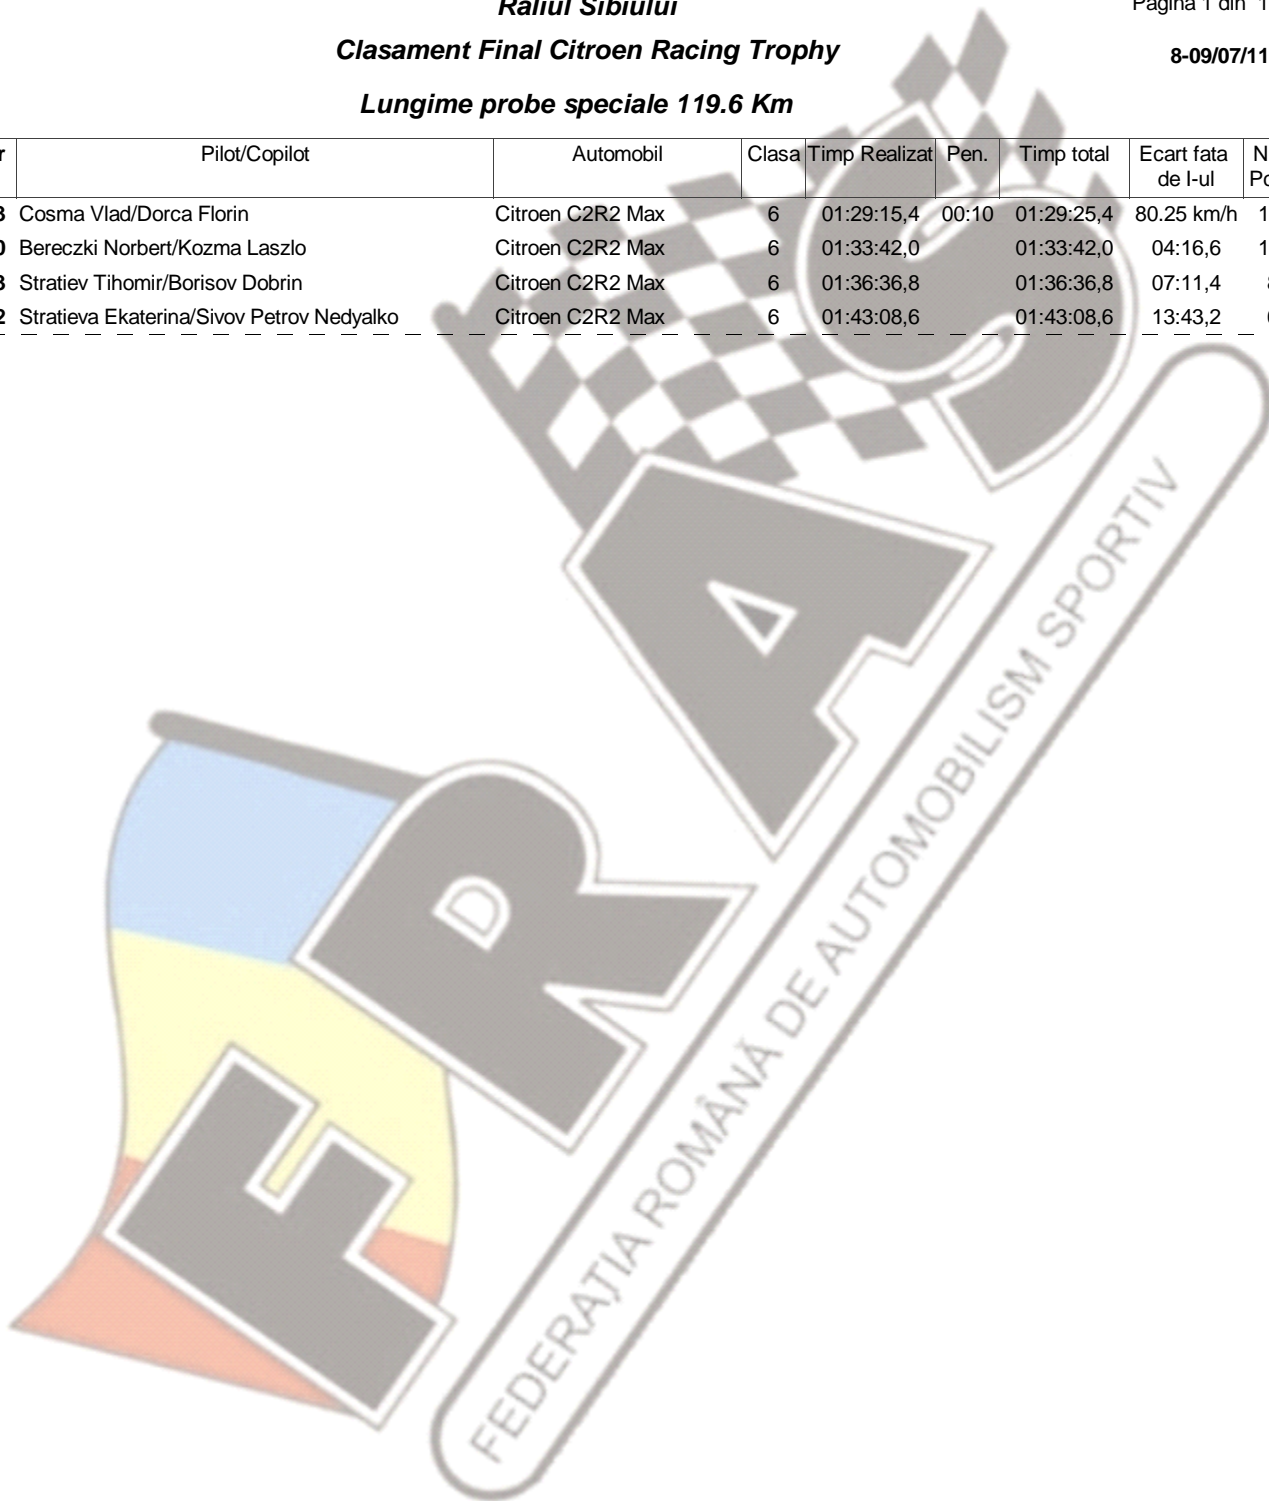 Raliul Sibiului
Pagina 1 din 1
Clasament Final Citroen Racing Trophy
8-09/07/11
Lungime probe speciale 119.6 Km
Pilot/Copilot Automobil Clasa Timp Realizat Pen. Timp total Ecart fata de I-ul
Cosma Vlad/Dorca Florin Citroen C2R2 Max 6 01:29:15,4 00:10 01:29:25,4 80.25 km/h
Bereczki Norbert/Kozma Laszlo Citroen C2R2 Max 6 01:33:42,0 01:33:42,0 04:16,6
Stratiev Tihomir/Borisov Dobrin Citroen C2R2 Max 6 01:36:36,8 01:36:36,8 07:11,4
Stratieva Ekaterina/Sivov Petrov Nedyalko Citroen C2R2 Max 6 01:43:08,6 01:43:08,6 13:43,2
FRAS
FEDERAȚIA ROMÂNĂ DE AUTOMOBILISM SPORTIV